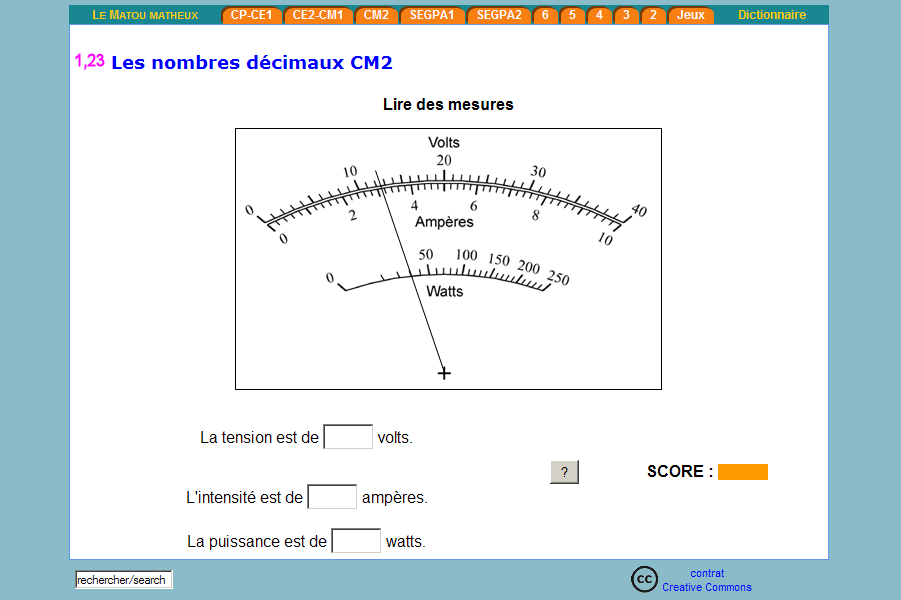 LE MATOU MATHEUX CP-CE1 CE2-CM1 CM2 SEGPA1 SEGPA2 6 5 4 3 2 Jeux Dictionnaire
1,23 Les nombres décimaux CM2
Lire des mesures
Volts
0 10 20 30 40
0 2 4 6 8 10
Ampères
0 50 100 150 200 250
Watts
La tension est de volts.
? SCORE :
L'intensité est de ampères.
La puissance est de watts.
rechercher/search cc contrat
Creative Commons